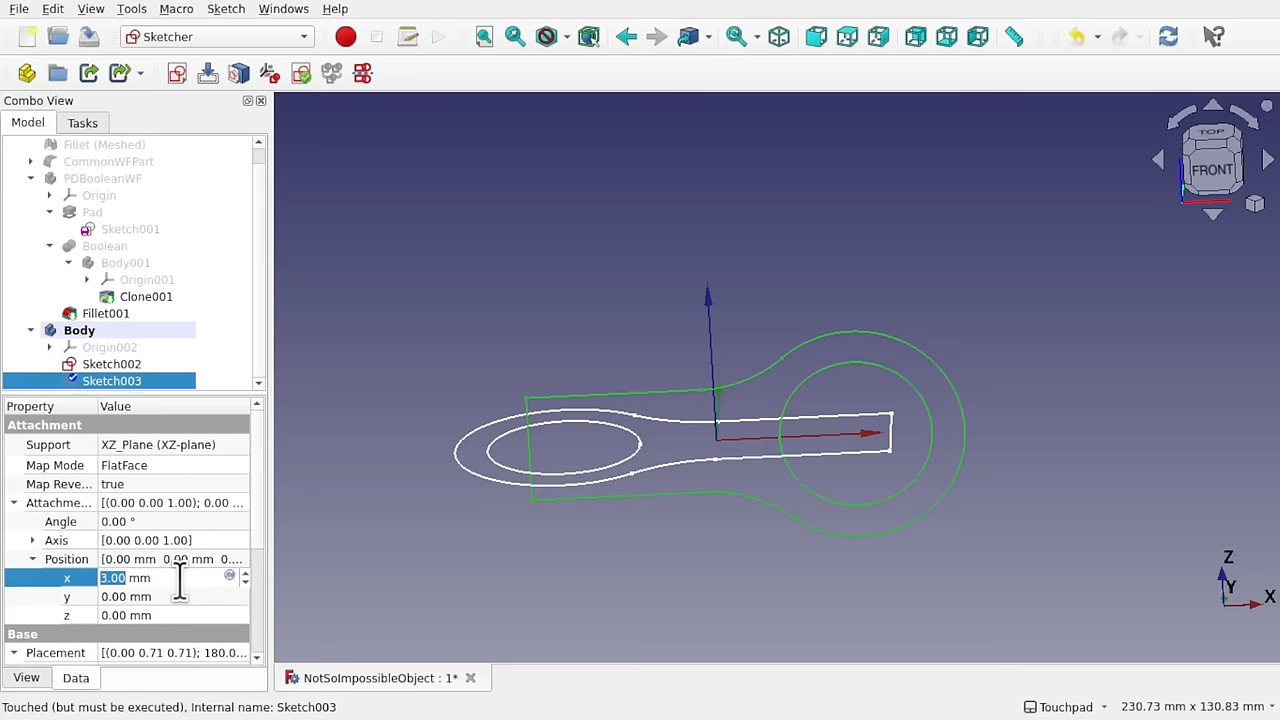 File Edit View Tools Macro Sketch Windows Help
Sketcher
Combo View
Model Tasks
Fillet (Meshed)
CommonWFPart
PDBooleanWF
Origin
Pad
Sketch001
Boolean
Body001
Origin001
Clone001
Fillet001
Body
Origin002
Sketch002
Sketch003
Property Value
Attachment
Support XZ_Plane (XZ-plane)
Map Mode FlatFace
Map Reve... true
Attachme... [(0.00 0.00 1.00); 0.00 ...
Angle 0.00 °
Axis [0.00 0.00 1.00]
Position [0.00 mm 0.00 mm 0....
x 3.00 mm
y 0.00 mm
z 0.00 mm
Base
Placement [(0.00 0.71 0.71); 180.0...
View Data
NotSoImpossibleObject : 1*
TOP
FRONT
Z
Y
X
Touched (but must be executed), Internal name: Sketch003
Touchpad 230.73 mm x 130.83 mm